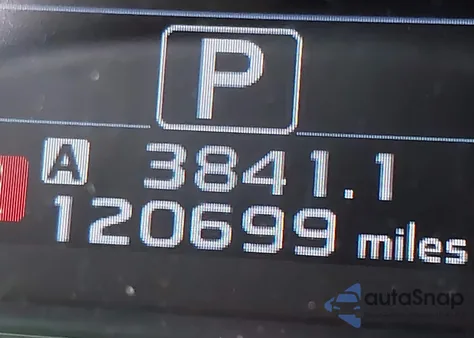 P
A 3841.1
120699 miles
autoSnap